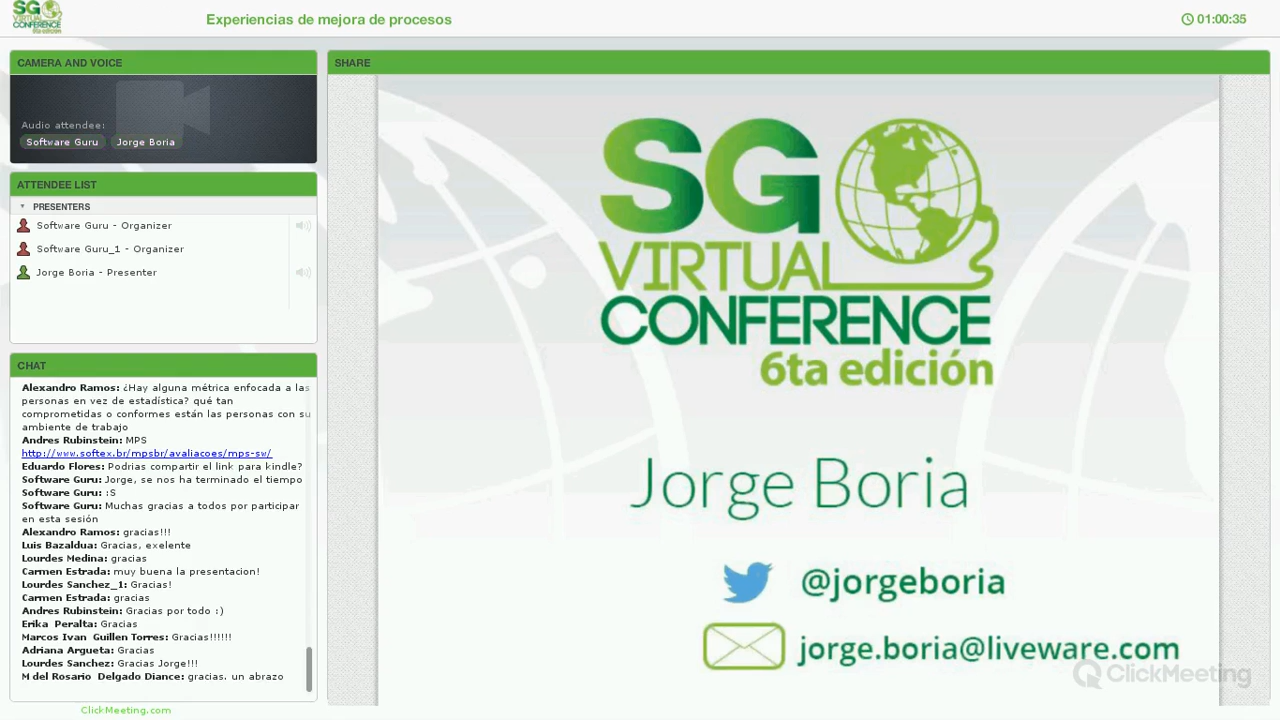 SG
VIRTUAL
CONFERENCE
6ta edición
Experiencias de mejora de procesos
01:00:35
CAMERA AND VOICE
Audio attendee:
Software Guru
Jorge Boria
ATTENDEE LIST
PRESENTERS
Software Guru - Organizer
Software Guru_1 - Organizer
Jorge Boria - Presenter
CHAT
Alexandro Ramos: ¿Hay alguna métrica enfocada a las
personas en vez de estadística? qué tan
comprometidas o conformes están las personas con su
ambiente de trabajo
Andres Rubinstein: MPS
http://www.softex.br/mpsbr/avaliacoes/mps-sw/
Eduardo Flores: Podrias compartir el link para kindle?
Software Guru: Jorge, se nos ha terminado el tiempo
Software Guru: :S
Software Guru: Muchas gracias a todos por participar
en esta sesión
Alexandro Ramos: gracias!!!
Luis Bazaldua: Gracias, exelente
Lourdes Medina: gracias
Carmen Estrada: muy buena la presentacion!
Lourdes Sanchez_1: Gracias!
Carmen Estrada: gracias
Andres Rubinstein: Gracias por todo :)
Erika Peralta: Gracias
Marcos Ivan Guillen Torres: Gracias!!!!!!
Adriana Argueta: Gracias
Lourdes Sanchez: Gracias Jorge!!!
M del Rosario Delgado Diance: gracias. un abrazo
ClickMeeting.com
SHARE
SG
VIRTUAL
CONFERENCE
6ta edición
Jorge Boria
@jorgeboria
jorge.boria@liveware.com
ClickMeeting